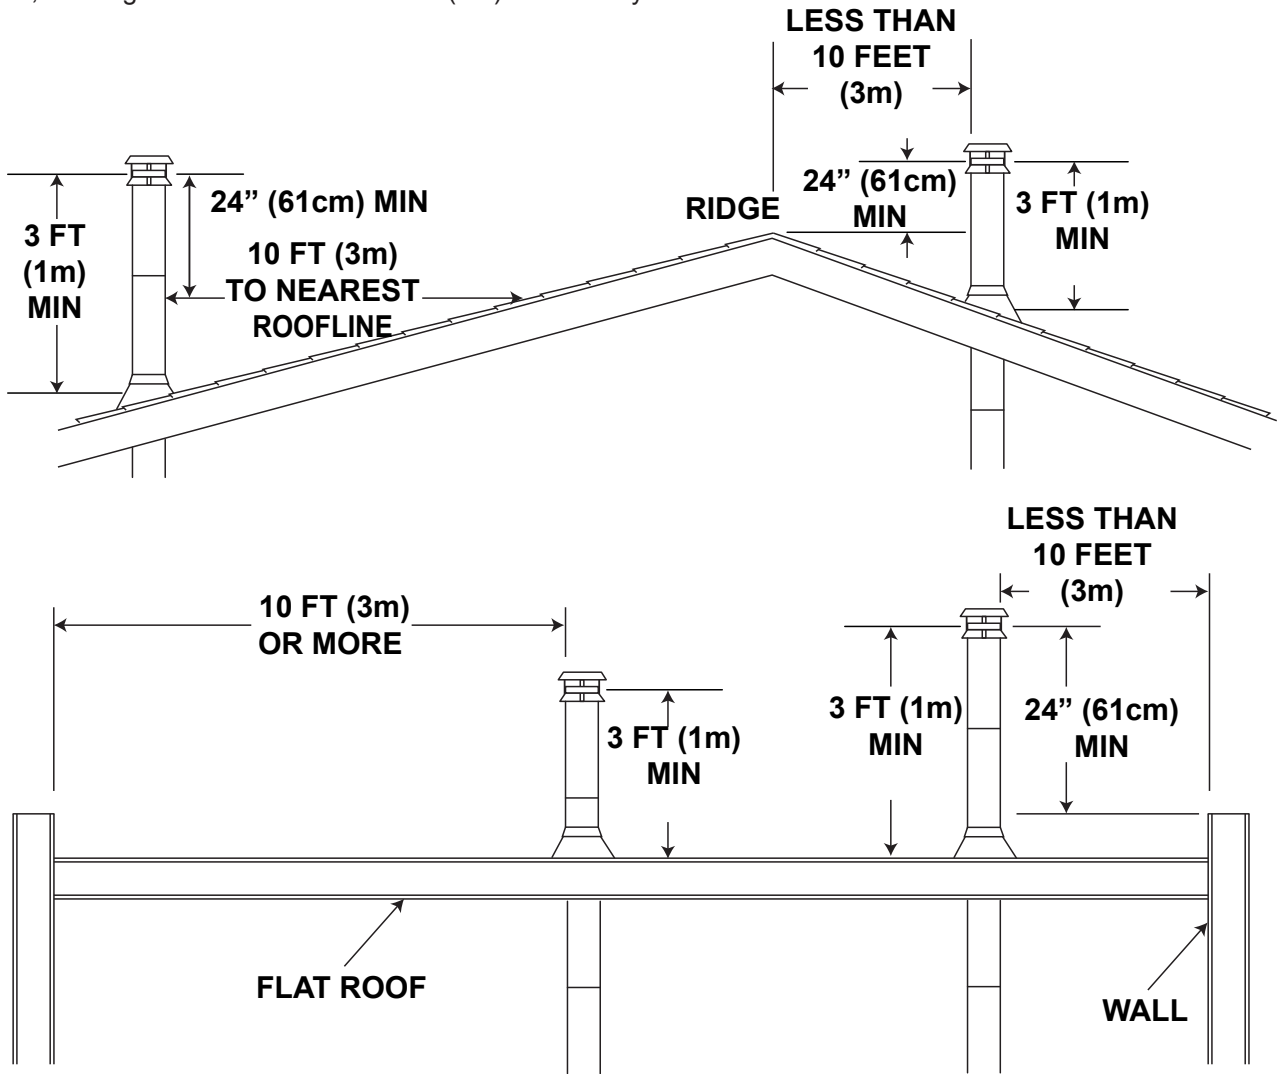 LESS THAN
10 FEET
(3m)
24” (61cm) MIN
3 FT
(1m)
MIN
10 FT (3m)
TO NEAREST
ROOFLINE
RIDGE
24” (61cm)
MIN
3 FT (1m)
MIN
LESS THAN
10 FEET
(3m)
10 FT (3m)
OR MORE
3 FT (1m)
MIN
3 FT (1m)
MIN
24” (61cm)
MIN
FLAT ROOF
WALL